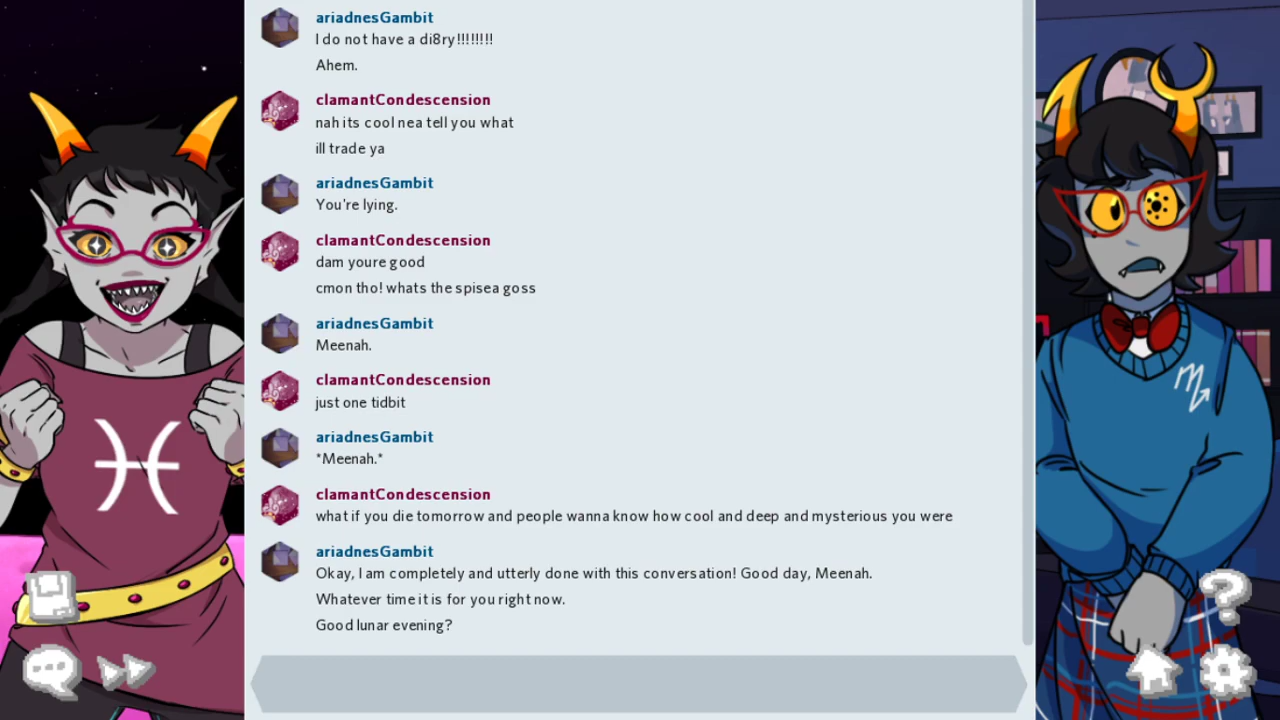 ariadnesGambit
I do not have a di8ry!!!!!!!!
Ahem.
clamantCondescension
nah its cool nea tell you what
ill trade ya
ariadnesGambit
You're lying.
clamantCondescension
dam youre good
cmon tho! whats the spisea goss
ariadnesGambit
Meenah.
clamantCondescension
just one tidbit
ariadnesGambit
*Meenah.*
clamantCondescension
what if you die tomorrow and people wanna know how cool and deep and mysterious you were
ariadnesGambit
Okay, I am completely and utterly done with this conversation! Good day, Meenah.
Whatever time it is for you right now.
Good lunar evening?